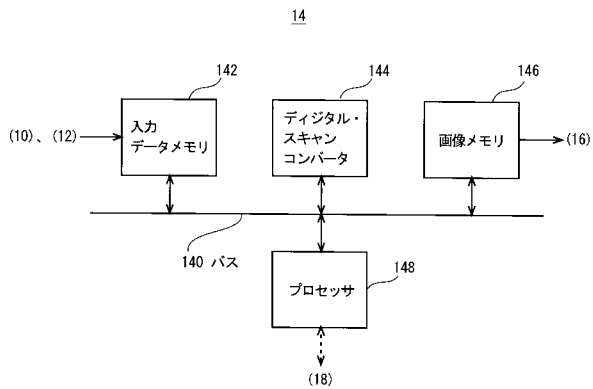 14
142
144
146
(10)、(12)
入力
データメモリ
ディジタル・
スキャン
コンバータ
画像メモリ
(16)
140 バス
プロセッサ
148
(18)